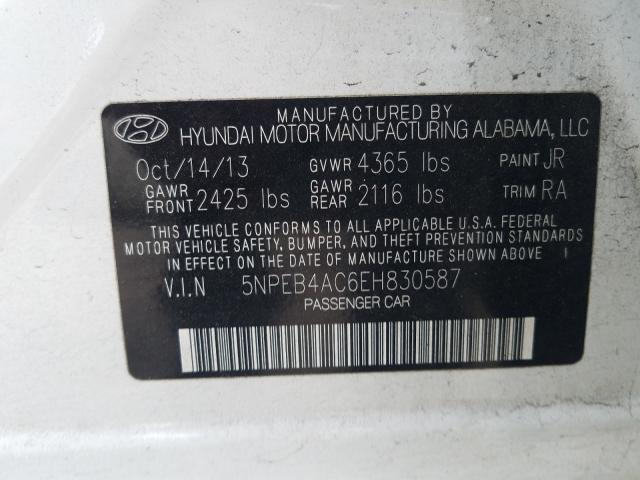 MANUFACTURED BY
HYUNDAI MOTOR MANUFACTURING ALABAMA, LLC
Oct/14/13 GVWR 4365 lbs PAINT JR
GAWR FRONT 2425 lbs GAWR REAR 2116 lbs TRIM RA
THIS VEHICLE CONFORMS TO ALL APPLICABLE U.S.A. FEDERAL
MOTOR VEHICLE SAFETY, BUMPER, AND THEFT PREVENTION STANDARDS
IN EFFECT ON THE DATE OF MANUFACTURE SHOWN ABOVE 1
V.I.N 5NPEB4AC6EH830587
PASSENGER CAR